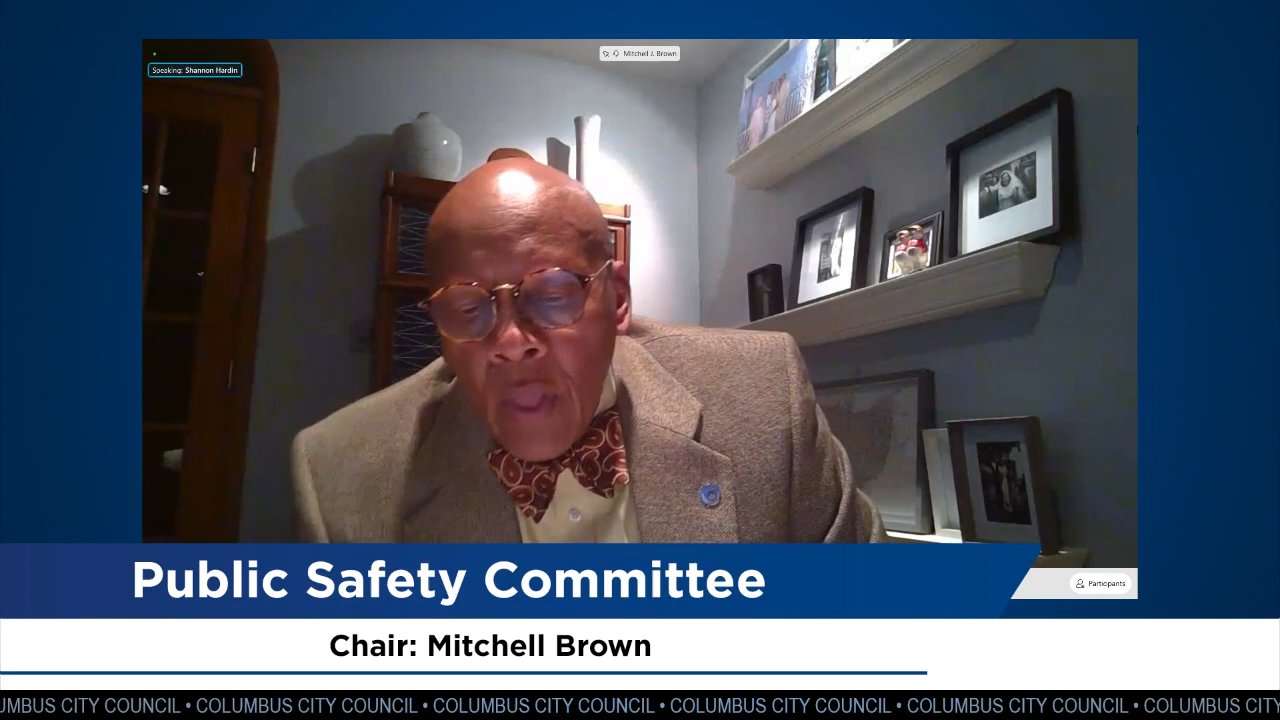 Mitchell J. Brown
Speaking: Shannon Hardin
Participants
Public Safety Committee
Chair: Mitchell Brown
UMBUS CITY COUNCIL • COLUMBUS CITY COUNCIL • COLUMBUS CITY COUNCIL • COLUMBUS CITY COUNCIL • COLUMBUS CITY COUNCIL • COLUMBUS CITY